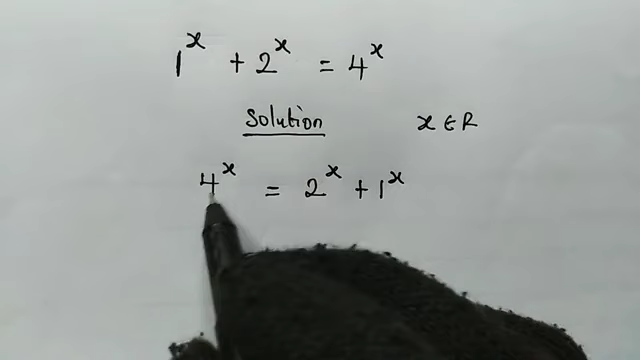 1^x + 2^x = 4^x
Solution x ∈ R
4^x = 2^x + 1^x